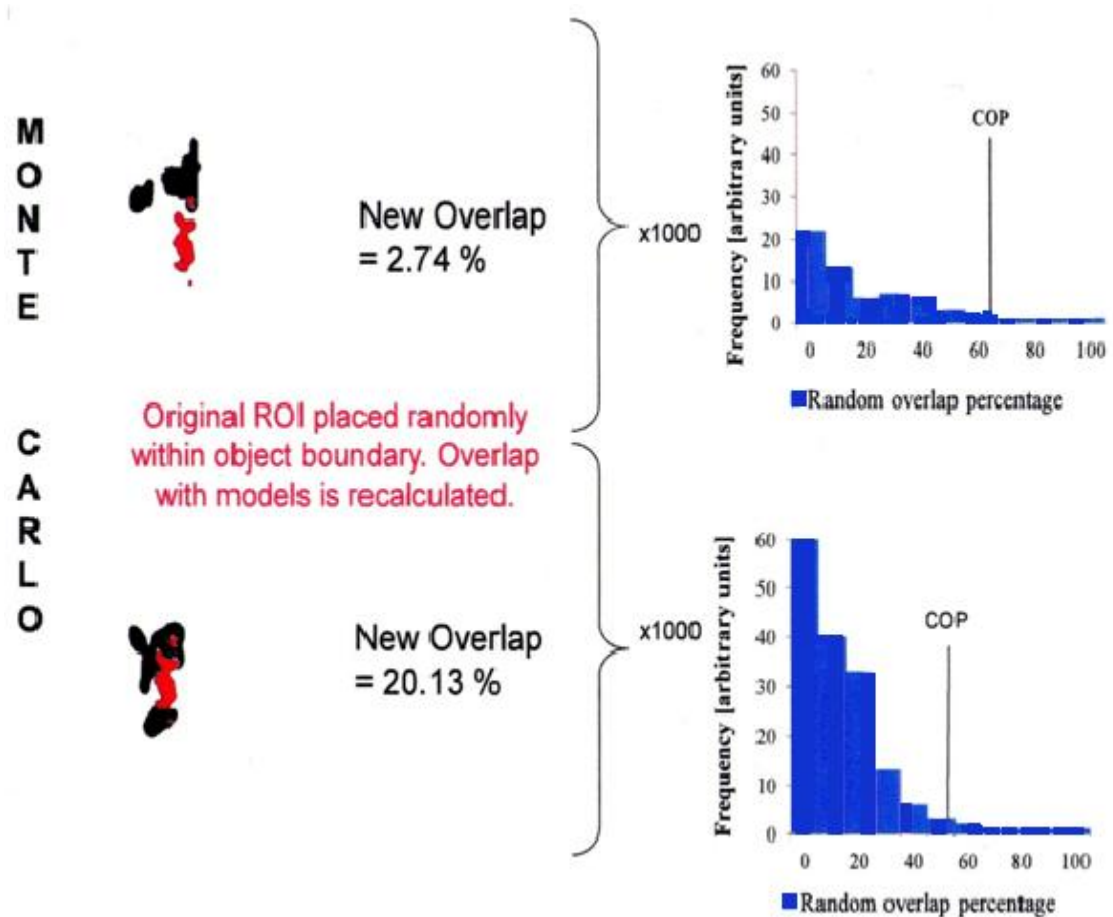 MONTE
CARLO
New Overlap
= 2.74 %
x1000
Original ROI placed randomly
within object boundary. Overlap
with models is recalculated.
New Overlap
= 20.13 %
x1000
Frequency [arbitrary units]
60
50
40
30
20
10
0
COP
0 20 40 60 80 100
Random overlap percentage
Frequency [arbitrary units]
60
50
40
30
20
10
0
COP
0 20 40 60 80 100
Random overlap percentage